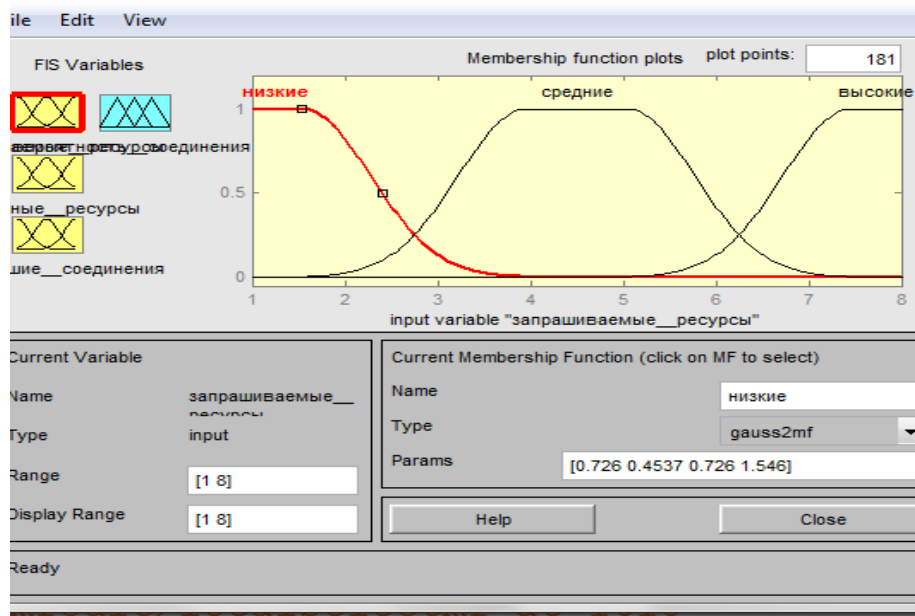 ile Edit View
FIS Variables
Membership function plots
plot points: 181
низкие
средние
высокие
1
0.5
0
1 2 3 4 5 6 7 8
input variable "запрашиваемые__ресурсы"
ные__ресурсы
шие__соединения
Current Variable
Name запрашиваемые__
ресурсы
Type input
Range [1 8]
Display Range [1 8]
Current Membership Function (click on MF to select)
Name низкие
Type gauss2mf
Params [0.726 0.4537 0.726 1.546]
Help Close
Ready